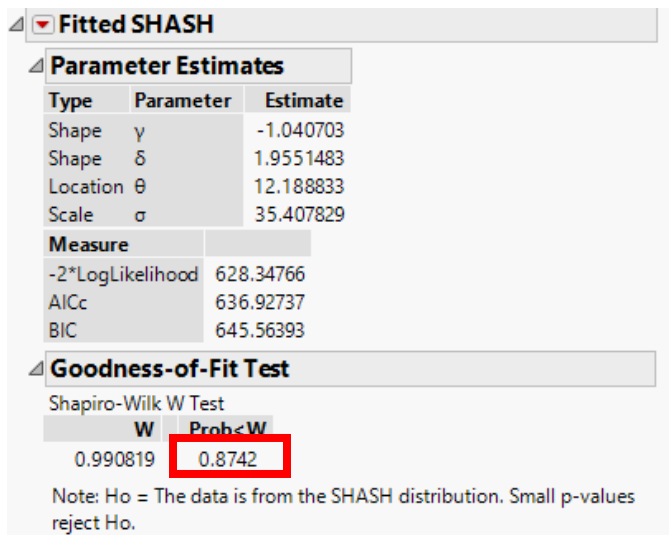 Fitted SHASH
Parameter Estimates
Type Parameter Estimate
Shape γ -1.040703
Shape δ 1.9551483
Location θ 12.188833
Scale σ 35.407829
Measure
-2*LogLikelihood 628.34766
AICc 636.92737
BIC 645.56393
Goodness-of-Fit Test
Shapiro-Wilk W Test
W Prob<W
0.990819 0.8742
Note: Ho = The data is from the SHASH distribution. Small p-values
reject Ho.